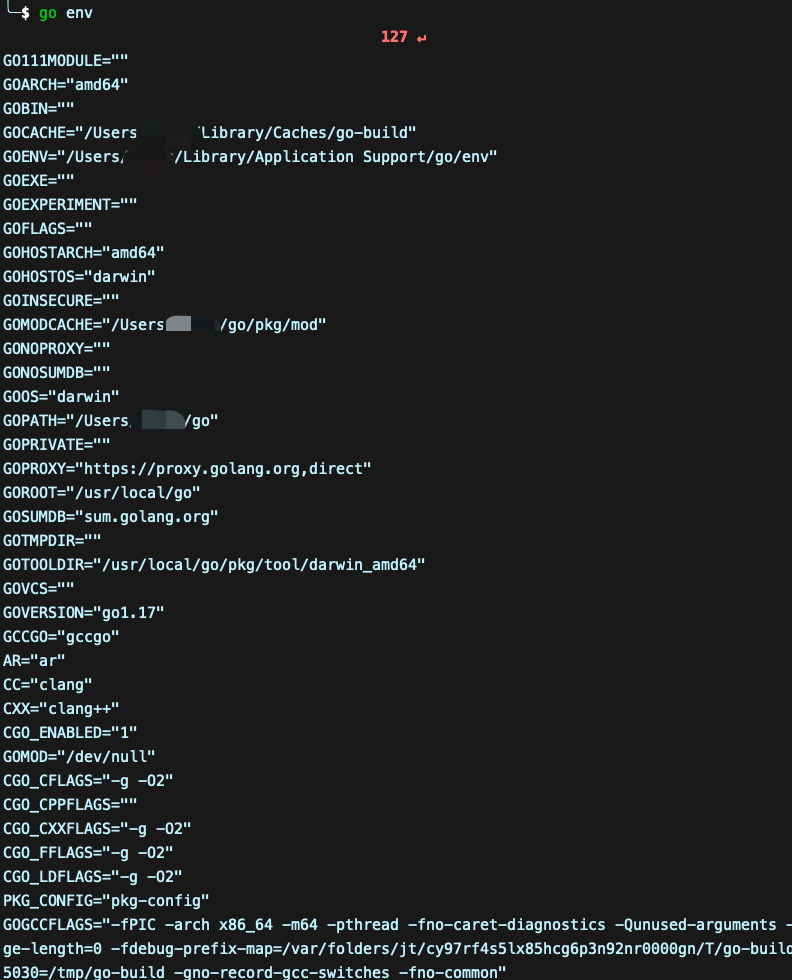 $ go env
127 ↵
GO111MODULE=""
GOARCH="amd64"
GOBIN=""
GOCACHE="/Users Library/Caches/go-build"
GOENV="/Users/ /Library/Application Support/go/env"
GOEXE=""
GOEXPERIMENT=""
GOFLAGS=""
GOHOSTARCH="amd64"
GOHOSTOS="darwin"
GOINSECURE=""
GOMODCACHE="/Users /go/pkg/mod"
GONOPROXY=""
GONOSUMDB=""
GOOS="darwin"
GOPATH="/Users /go"
GOPRIVATE=""
GOPROXY="https://proxy.golang.org,direct"
GOROOT="/usr/local/go"
GOSUMDB="sum.golang.org"
GOTMPDIR=""
GOTOOLDIR="/usr/local/go/pkg/tool/darwin_amd64"
GOVCS=""
GOVERSION="go1.17"
GCCGO="gccgo"
AR="ar"
CC="clang"
CXX="clang++"
CGO_ENABLED="1"
GOMOD="/dev/null"
CGO_CFLAGS="-g -O2"
CGO_CPPFLAGS=""
CGO_CXXFLAGS="-g -O2"
CGO_FFLAGS="-g -O2"
CGO_LDFLAGS="-g -O2"
PKG_CONFIG="pkg-config"
GOGCCFLAGS="-fPIC -arch x86_64 -m64 -pthread -fno-caret-diagnostics -Qunused-arguments -
ge-length=0 -fdebug-prefix-map=/var/folders/jt/cy97rf4s5lx85hcg6p3n92nr0000gn/T/go-build
5030=/tmp/go-build -gno-record-gcc-switches -fno-common"